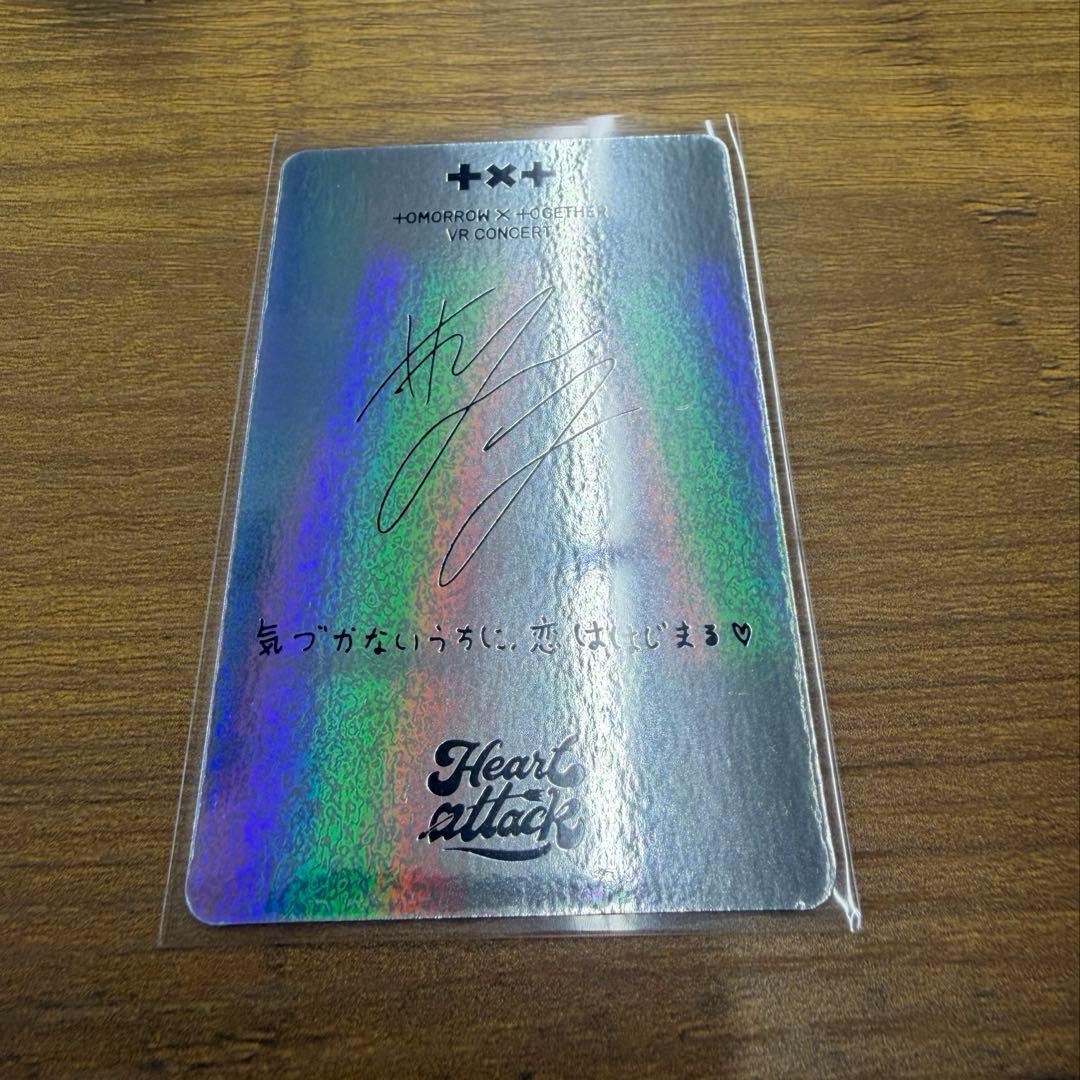 +×+
+OMORROW × +OGETHER
VR CONCERT
気づかないうちに。恋ははじまる♡
Heart
attack